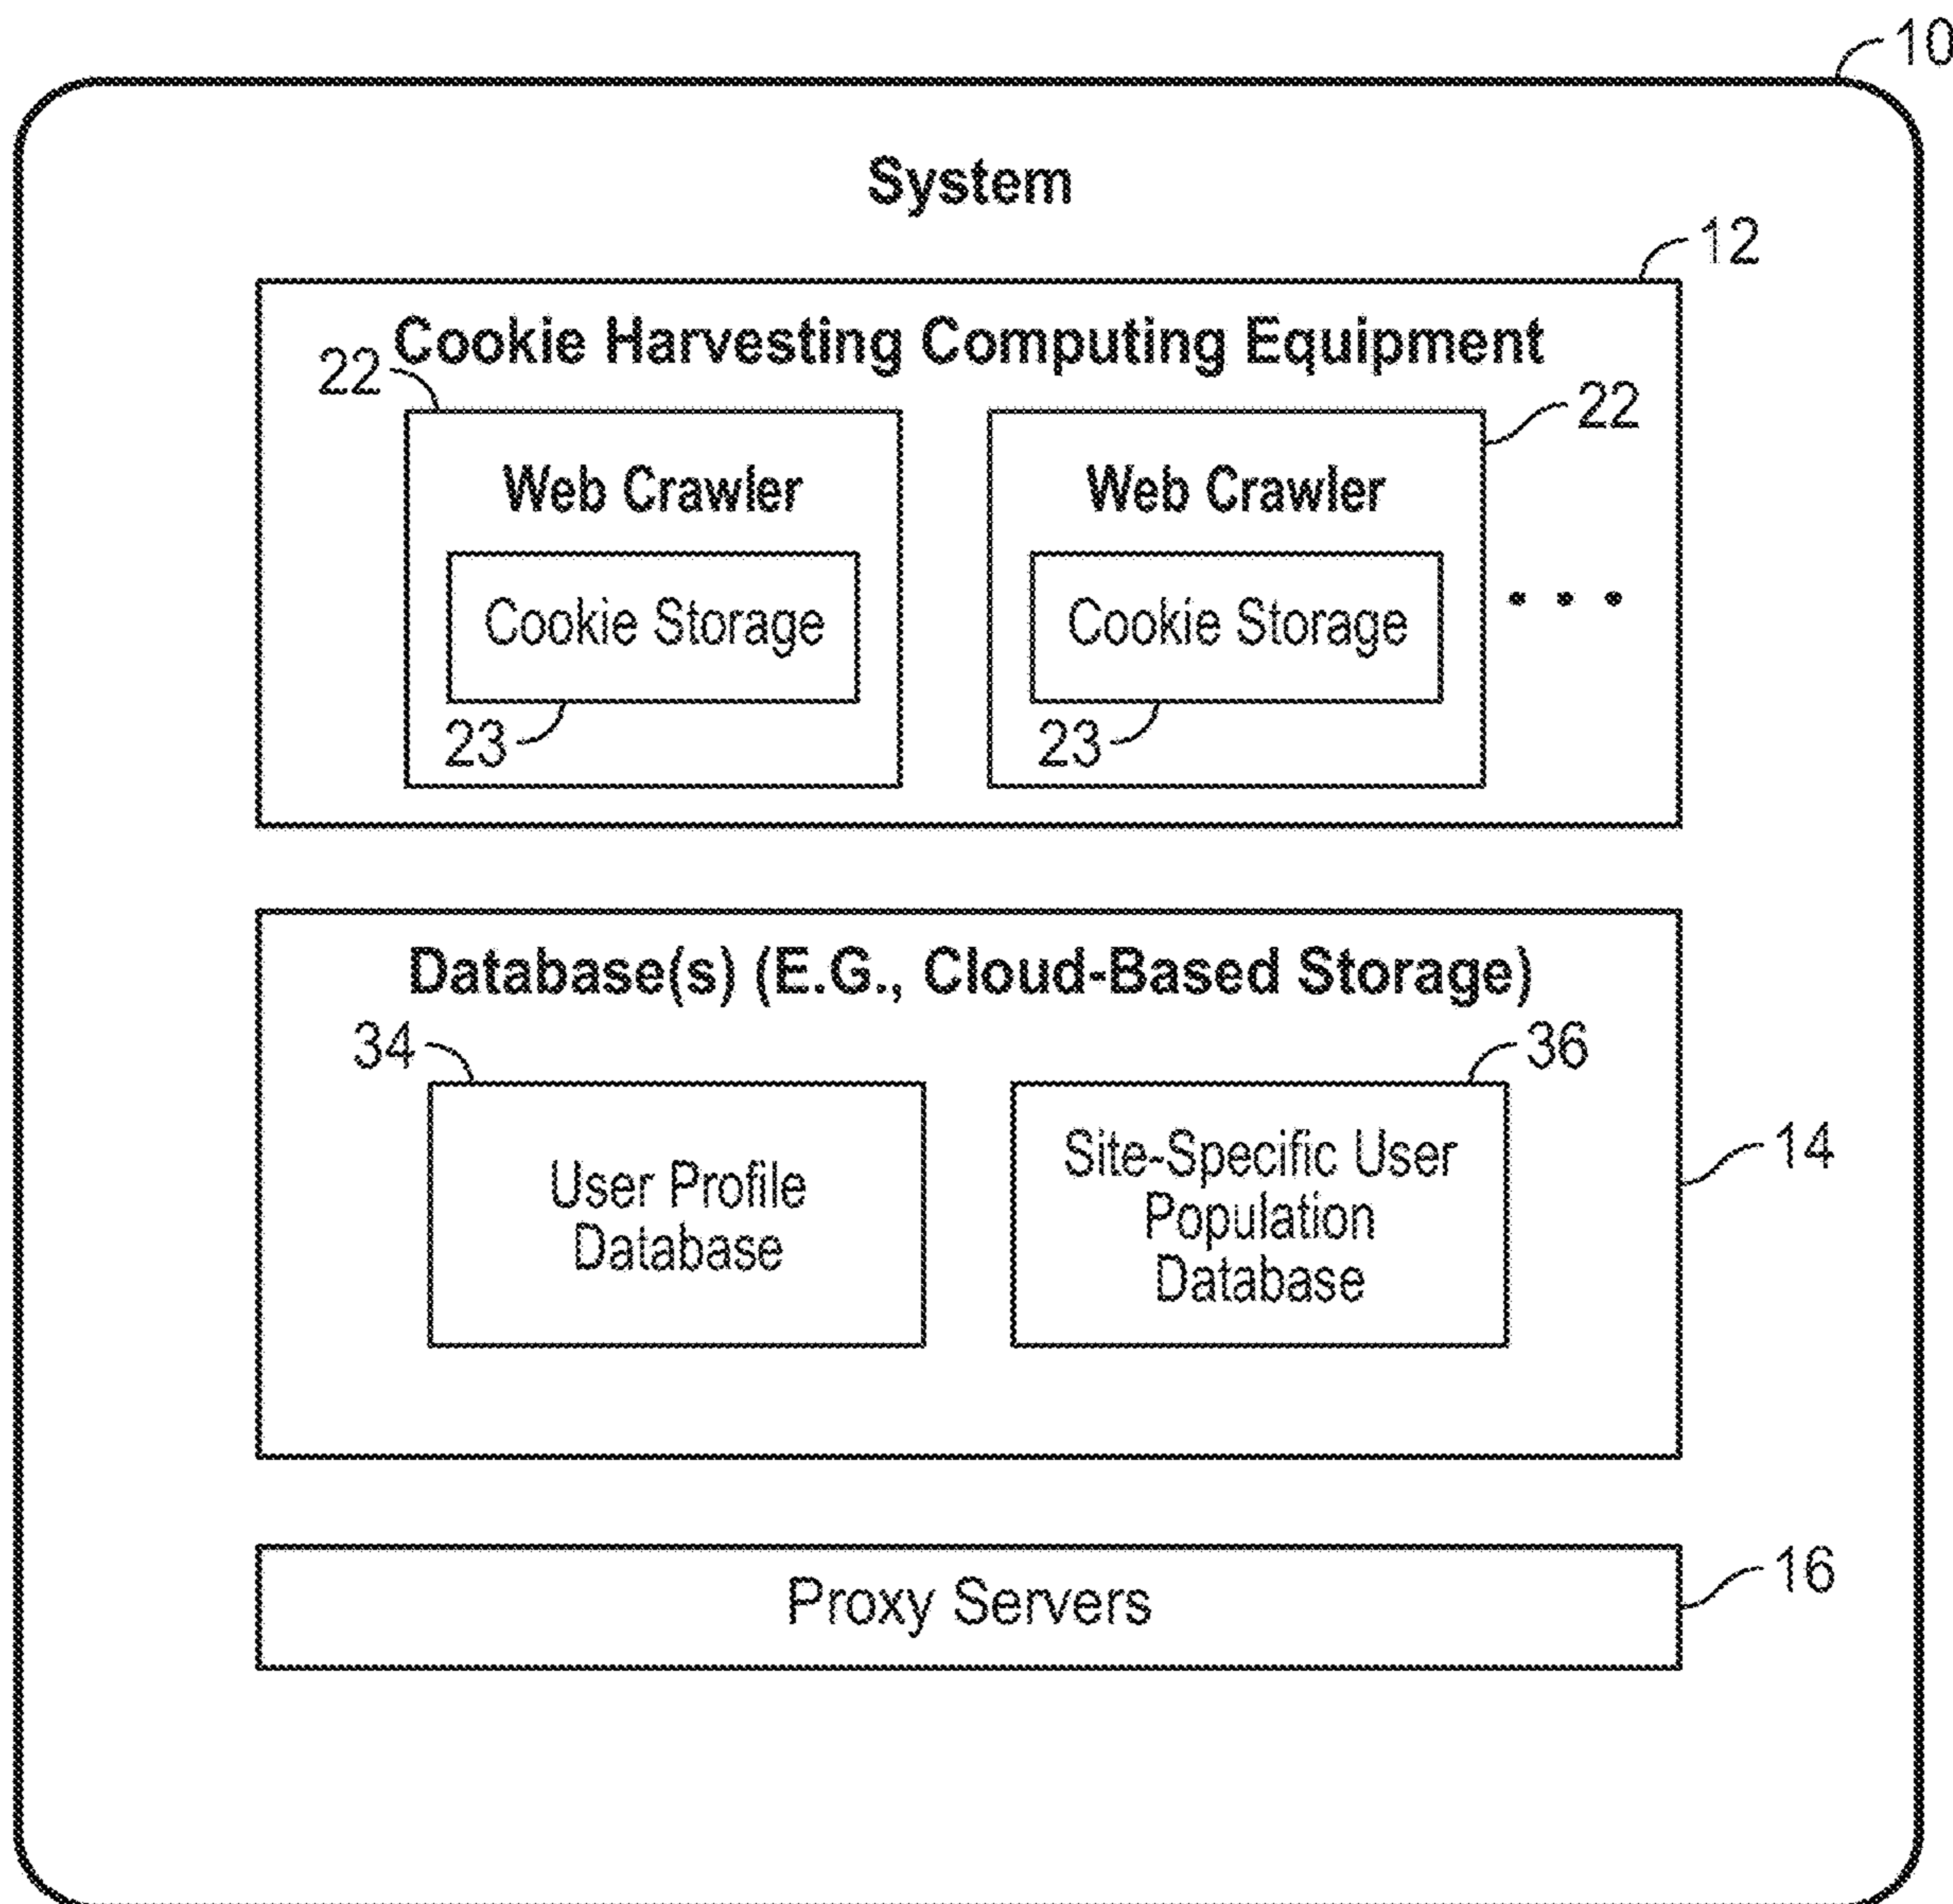 10
System
12
Cookie Harvesting Computing Equipment
22
22
Web Crawler
Web Crawler
Cookie Storage
Cookie Storage
. . .
23
23
Database(s) (E.G., Cloud-Based Storage)
34
36
User Profile
Database
Site-Specific User
Population
Database
14
Proxy Servers
16